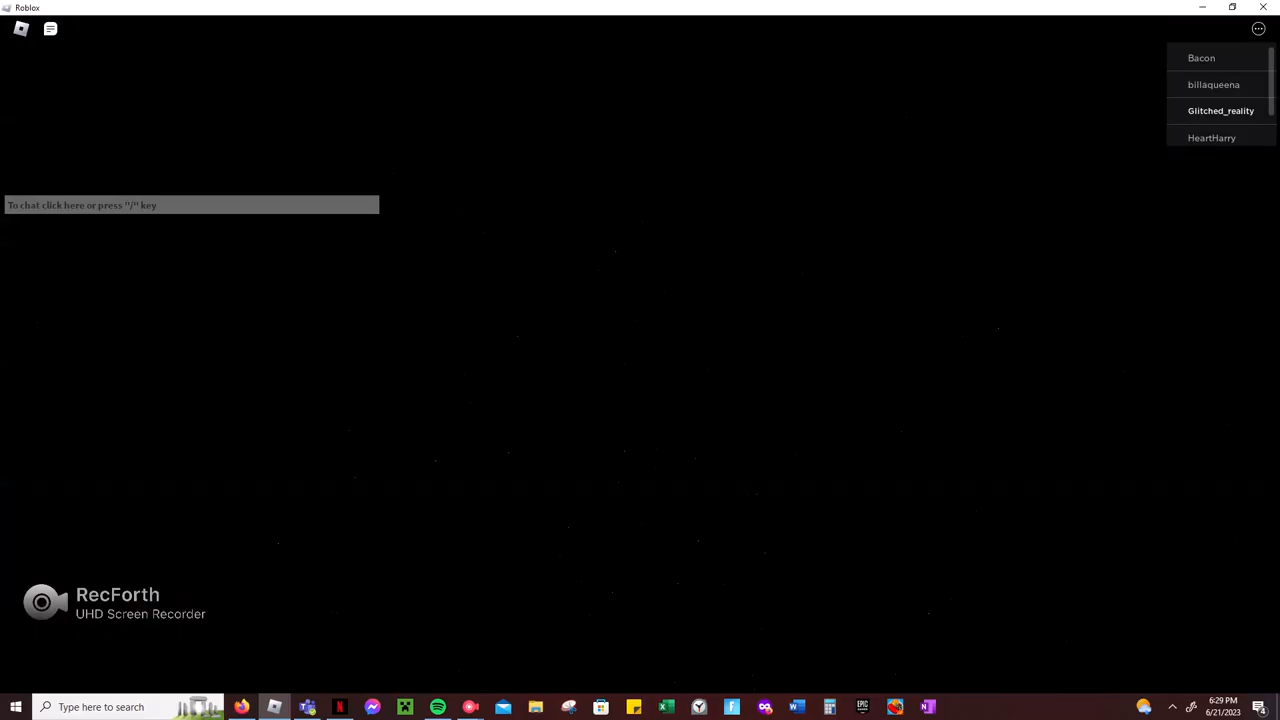 Roblox
Bacon
billaqueena
Glitched_reality
HeartHarry
To chat click here or press "/" key
RecForth
UHD Screen Recorder
Type here to search
6:29 PM
6/21/2023